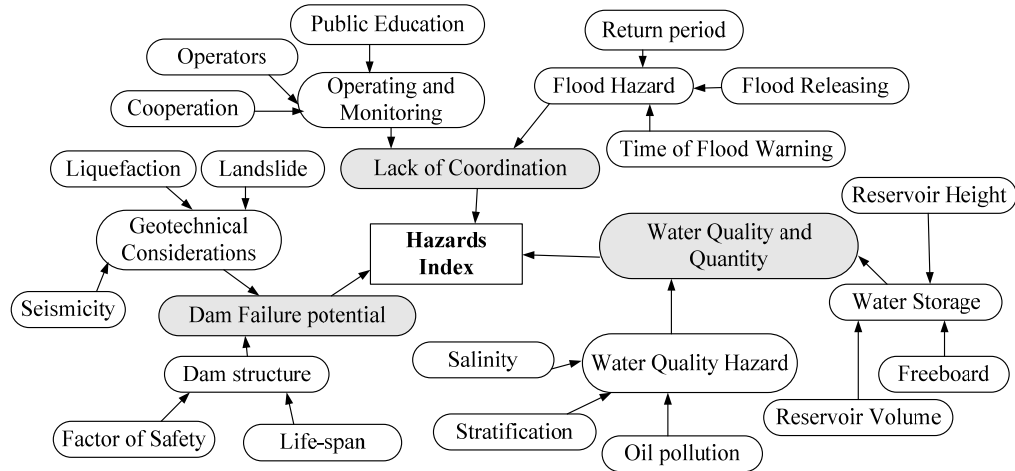 Public Education
Return period
Operators
Operating and
Monitoring
Flood Hazard
Flood Releasing
Cooperation
Time of Flood Warning
Liquefaction
Landslide
Lack of Coordination
Reservoir Height
Geotechnical
Considerations
Hazards
Index
Water Quality and
Quantity
Seismicity
Dam Failure potential
Water Storage
Salinity
Water Quality Hazard
Dam structure
Freeboard
Reservoir Volume
Factor of Safety
Life-span
Stratification
Oil pollution